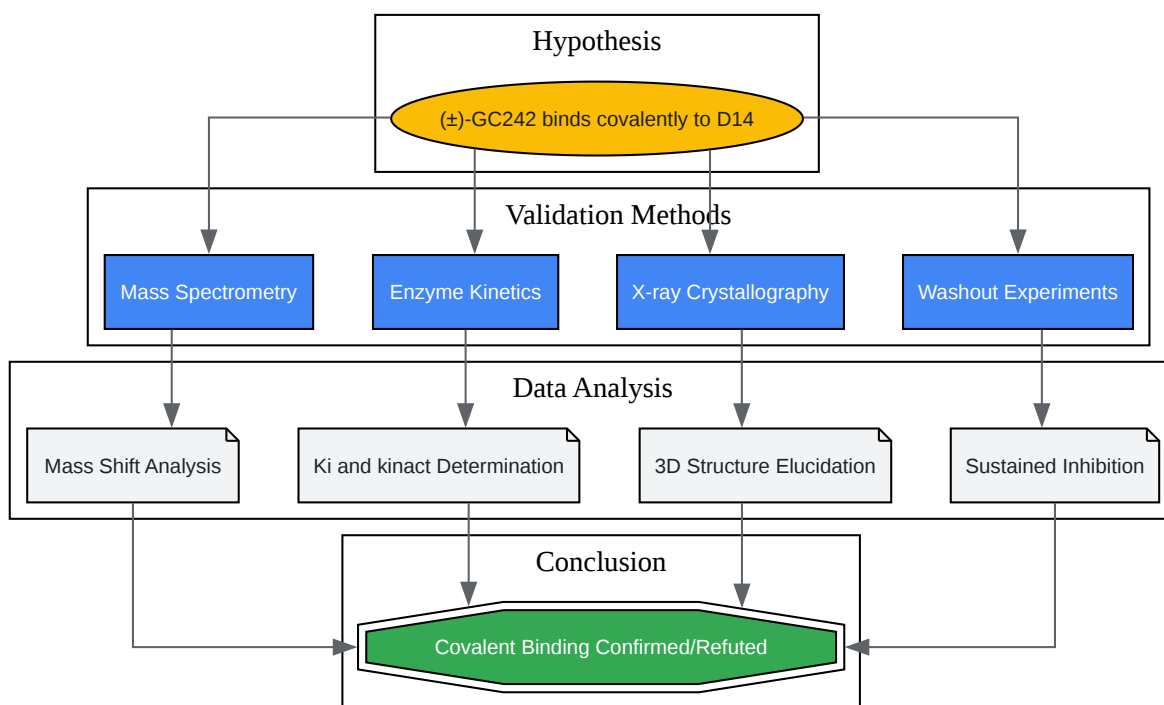 Hypothesis
(±)-GC242 binds covalently to D14
Validation Methods
Mass Spectrometry
Enzyme Kinetics
X-ray Crystallography
Washout Experiments
Data Analysis
Mass Shift Analysis
Ki and kinact Determination
3D Structure Elucidation
Sustained Inhibition
Conclusion
Covalent Binding Confirmed/Refuted